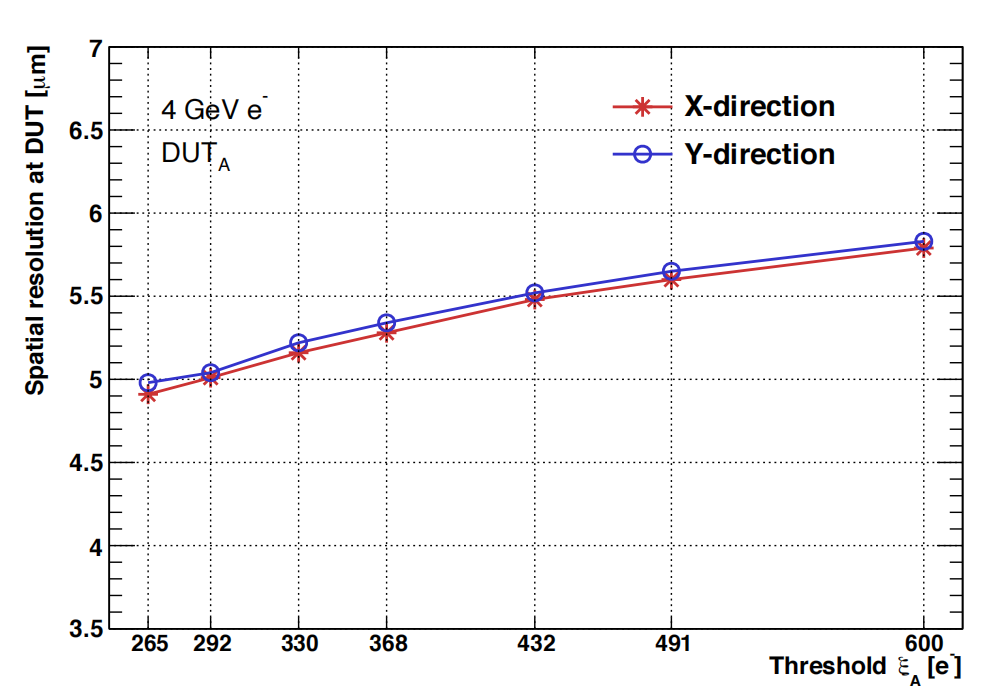 Spatial resolution at DUT [μm]
7
6.5
6
5.5
5
4.5
4
3.5
4 GeV e⁻
DUT_A
X-direction
Y-direction
265 292 330 368 432 491 600
Threshold ξ_A [e⁻]